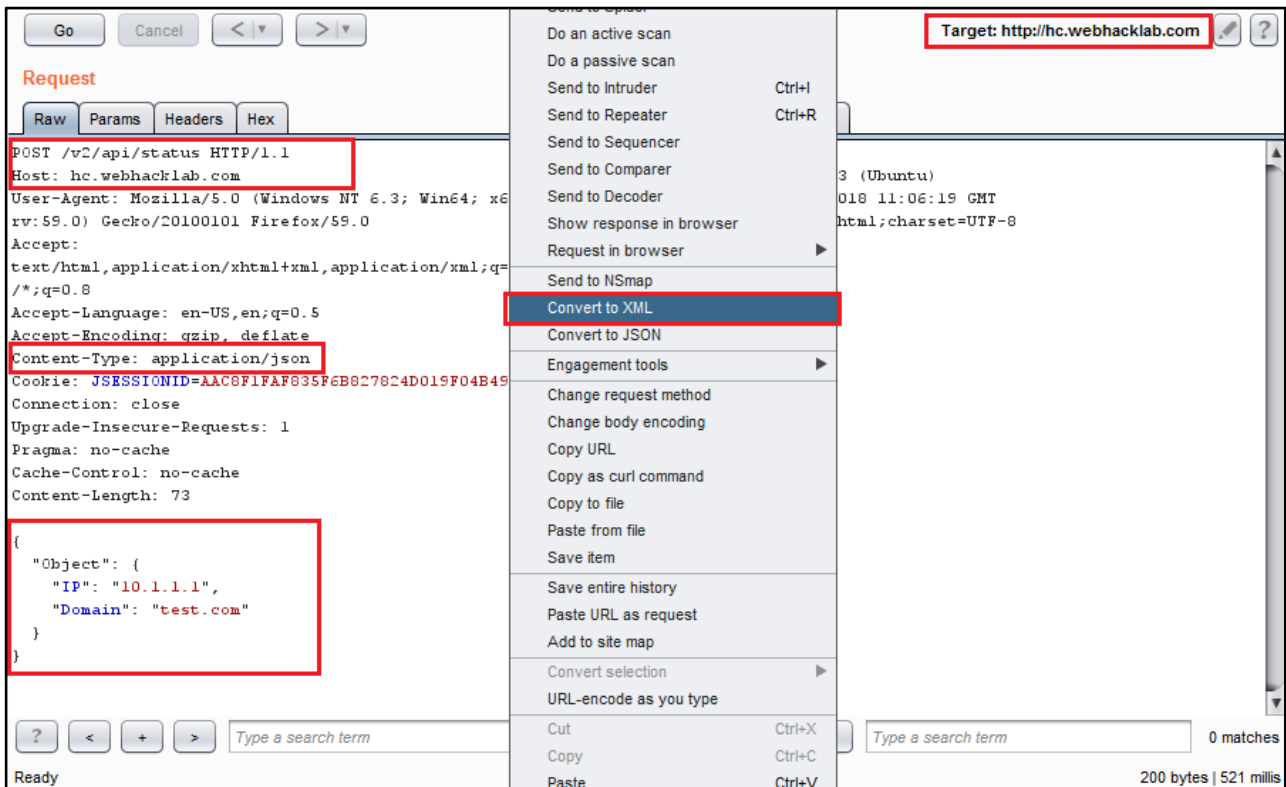 Go
Cancel
<
>
Target: http://hc.webhacklab.com
?
Request
Raw
Params
Headers
Hex
POST /v2/api/status HTTP/1.1
Host: hc.webhacklab.com
User-Agent: Mozilla/5.0 (Windows NT 6.3; Win64; x6
rv:59.0) Gecko/20100101 Firefox/59.0
Accept:
text/html,application/xhtml+xml,application/xml;q=
/*;q=0.8
Accept-Language: en-US,en;q=0.5
Accept-Encoding: gzip, deflate
Content-Type: application/json
Cookie: JSESSIONID=AAC8F1FAF835F6B827824D019F04B49
Connection: close
Upgrade-Insecure-Requests: 1
Pragma: no-cache
Cache-Control: no-cache
Content-Length: 73
{
"Object": {
"IP": "10.1.1.1",
"Domain": "test.com"
}
}
Send to Spider
Do an active scan
Do a passive scan
Send to Intruder Ctrl+I
Send to Repeater Ctrl+R
Send to Sequencer
Send to Comparer
Send to Decoder
Show response in browser
Request in browser
Send to NSmap
Convert to XML
Convert to JSON
Engagement tools
Change request method
Change body encoding
Copy URL
Copy as curl command
Copy to file
Paste from file
Save item
Save entire history
Paste URL as request
Add to site map
Convert selection
URL-encode as you type
Cut Ctrl+X
Copy Ctrl+C
Paste Ctrl+V
3 (Ubuntu)
018 11:06:19 GMT
html;charset=UTF-8
?
<
+
>
Type a search term
Type a search term
0 matches
Ready
200 bytes | 521 millis